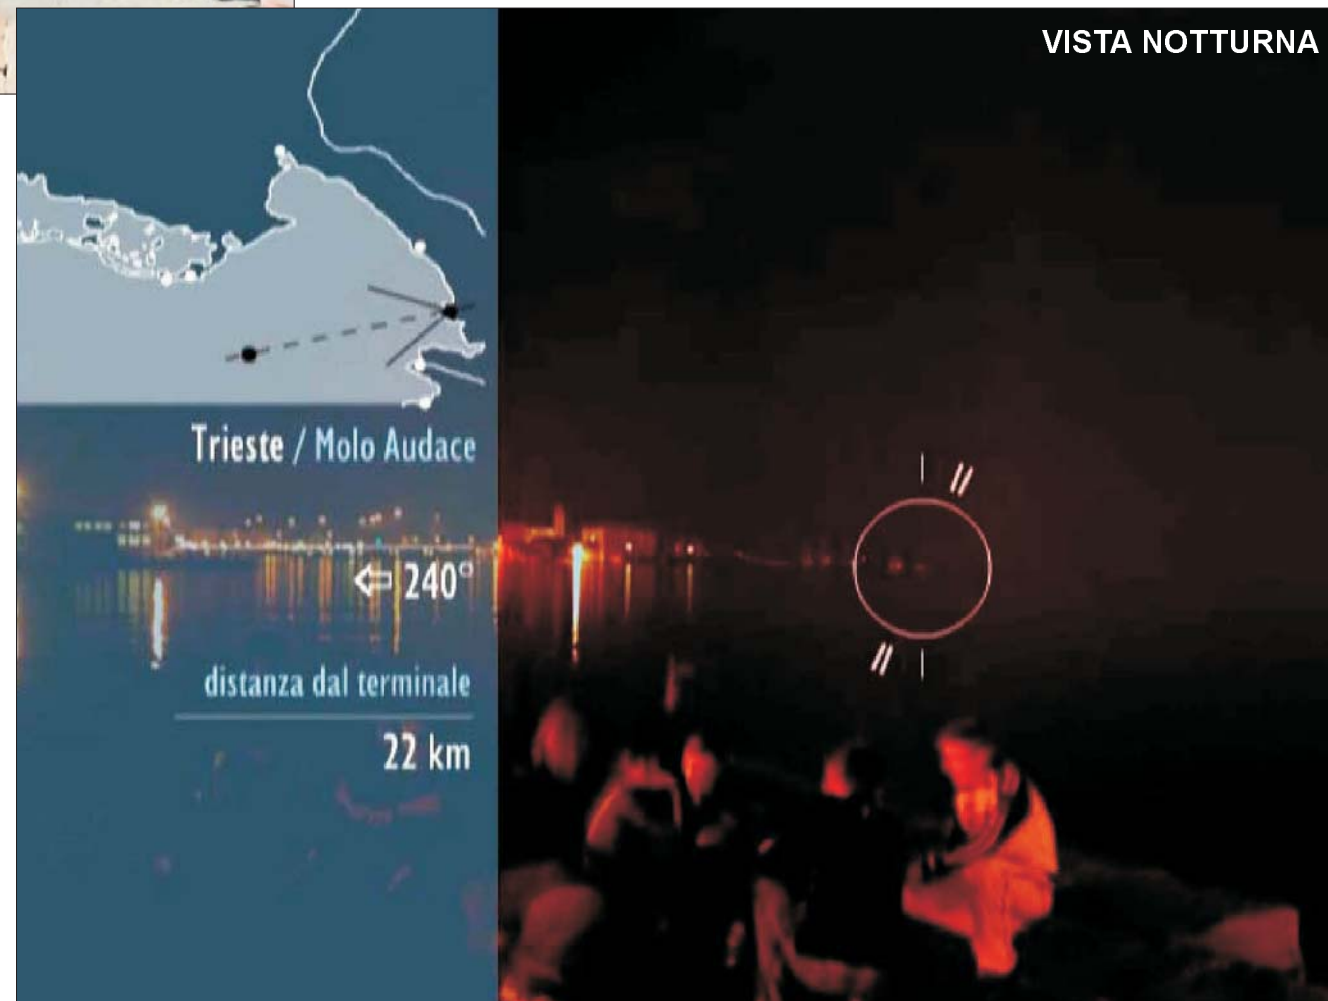 VISTA NOTTURNA
Trieste / Molo Audace
240°
distanza dal terminale
22 km